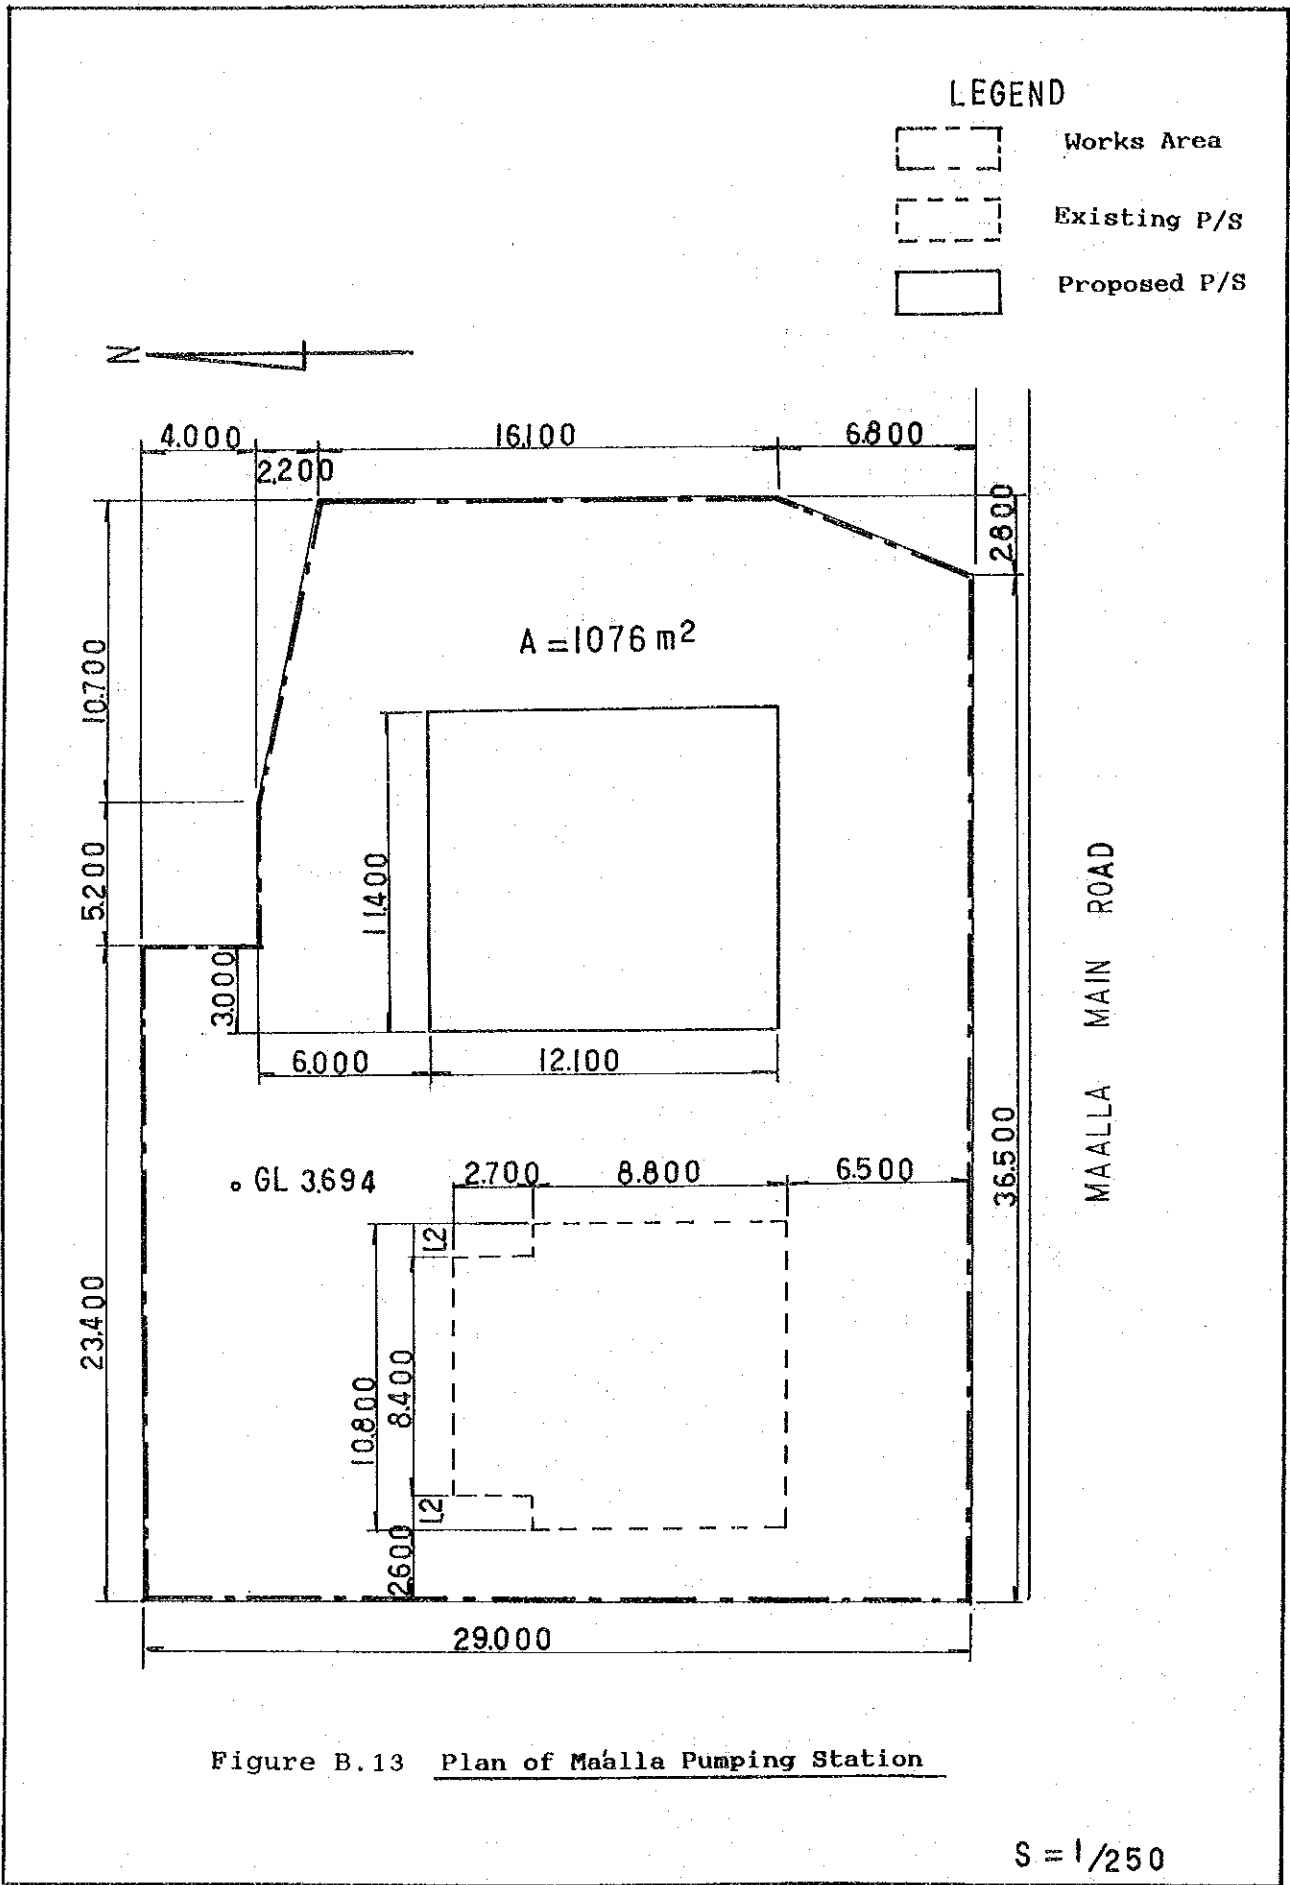 LEGEND
Works Area
Existing P/S
Proposed P/S
N
4.000
2,200
16,100
6.800
2.800
10.700
5.200
23.400
A = 1076 m²
11.400
3.000
6.000
12.100
MAALLA MAIN ROAD
36.500
GL 3.694
2.700
8.800
6.500
1.2
10.800
8.400
1.2
2.600
29.000
Figure B.13 Plan of Ma'alla Pumping Station
S = 1/250